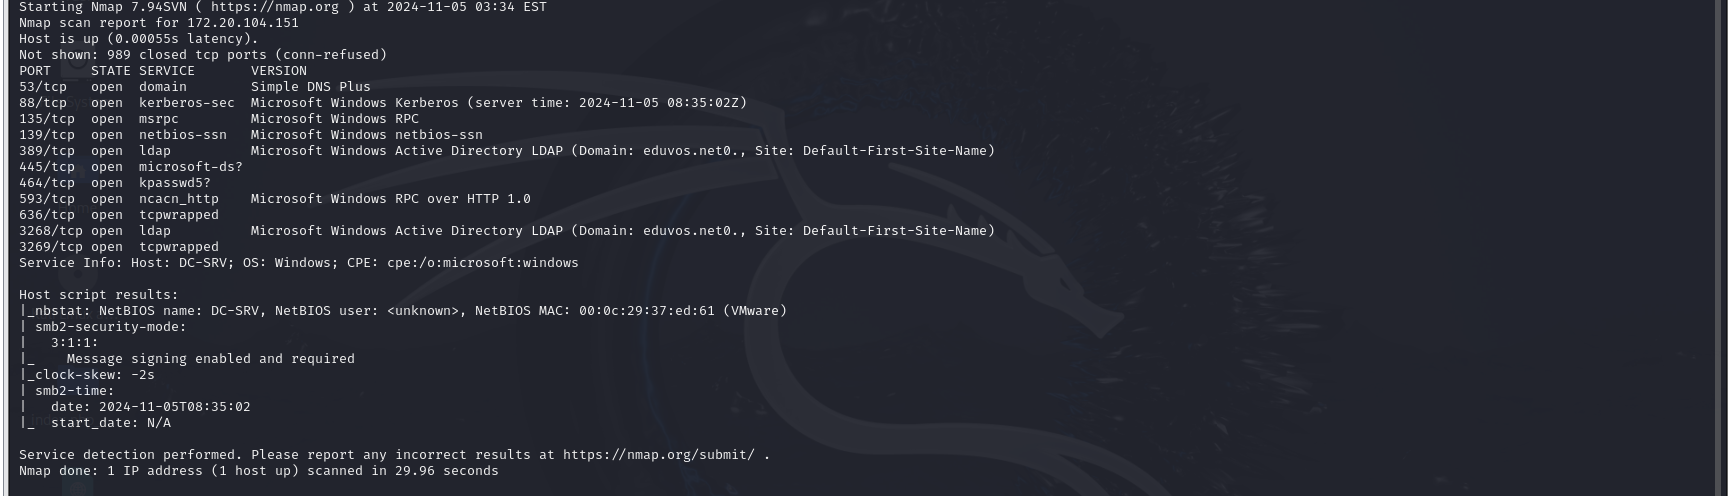 Starting Nmap 7.94SVN ( https://nmap.org ) at 2024-11-05 03:34 EST
Nmap scan report for 172.20.104.151
Host is up (0.00055s latency).
Not shown: 989 closed tcp ports (conn-refused)
PORT     STATE SERVICE       VERSION
53/tcp   open  domain        Simple DNS Plus
88/tcp   open  kerberos-sec  Microsoft Windows Kerberos (server time: 2024-11-05 08:35:02Z)
135/tcp  open  msrpc         Microsoft Windows RPC
139/tcp  open  netbios-ssn   Microsoft Windows netbios-ssn
389/tcp  open  ldap          Microsoft Windows Active Directory LDAP (Domain: eduvos.net0., Site: Default-First-Site-Name)
445/tcp  open  microsoft-ds?
464/tcp  open  kpasswd5?
593/tcp  open  ncacn_http    Microsoft Windows RPC over HTTP 1.0
636/tcp  open  tcpwrapped
3268/tcp open  ldap          Microsoft Windows Active Directory LDAP (Domain: eduvos.net0., Site: Default-First-Site-Name)
3269/tcp open  tcpwrapped
Service Info: Host: DC-SRV; OS: Windows; CPE: cpe:/o:microsoft:windows

Host script results:
|_nbstat: NetBIOS name: DC-SRV, NetBIOS user: <unknown>, NetBIOS MAC: 00:0c:29:37:ed:61 (VMware)
| smb2-security-mode:
|   3:1:1:
|_    Message signing enabled and required
|_clock-skew: -2s
| smb2-time:
|   date: 2024-11-05T08:35:02
|_  start_date: N/A

Service detection performed. Please report any incorrect results at https://nmap.org/submit/ .
Nmap done: 1 IP address (1 host up) scanned in 29.96 seconds